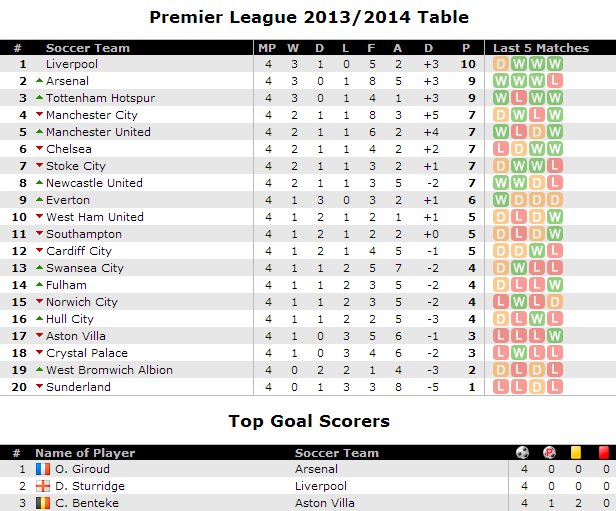 Premier League 2013/2014 Table
# Soccer Team MP W D L F A D P Last 5 Matches
1 Liverpool 4 3 1 0 5 2 +3 10 D W W W
2 Arsenal 4 3 0 1 8 5 +3 9 W W W L
3 Tottenham Hotspur 4 3 0 1 4 1 +3 9 W L W W
4 Manchester City 4 2 1 1 8 3 +5 7 D W L W
5 Manchester United 4 2 1 1 6 2 +4 7 W L D W
6 Chelsea 4 2 1 1 4 2 +2 7 L D W W
7 Stoke City 4 2 1 1 3 2 +1 7 D W W L
8 Newcastle United 4 2 1 1 3 5 -2 7 W W D L
9 Everton 4 1 3 0 3 2 +1 6 W D D D
10 West Ham United 4 1 2 1 2 1 +1 5 D L D W
11 Southampton 4 1 2 1 2 2 +0 5 D L D W
12 Cardiff City 4 1 2 1 4 5 -1 5 D D W L
13 Swansea City 4 1 1 2 5 7 -2 4 D W L L
14 Fulham 4 1 1 2 3 5 -2 4 D L L W
15 Norwich City 4 1 1 2 3 5 -2 4 L W L D
16 Hull City 4 1 1 2 2 5 -3 4 D L W L
17 Aston Villa 4 1 0 3 5 6 -1 3 L L L W
18 Crystal Palace 4 1 0 3 4 6 -2 3 L W L L
19 West Bromwich Albion 4 0 2 2 1 4 -3 2 D L D L
20 Sunderland 4 0 1 3 3 8 -5 1 L L D L
Top Goal Scorers
# Name of Player Soccer Team P
1 O. Giroud Arsenal 4 0 0 0
2 D. Sturridge Liverpool 4 0 0 0
3 C. Benteke Aston Villa 4 1 2 0